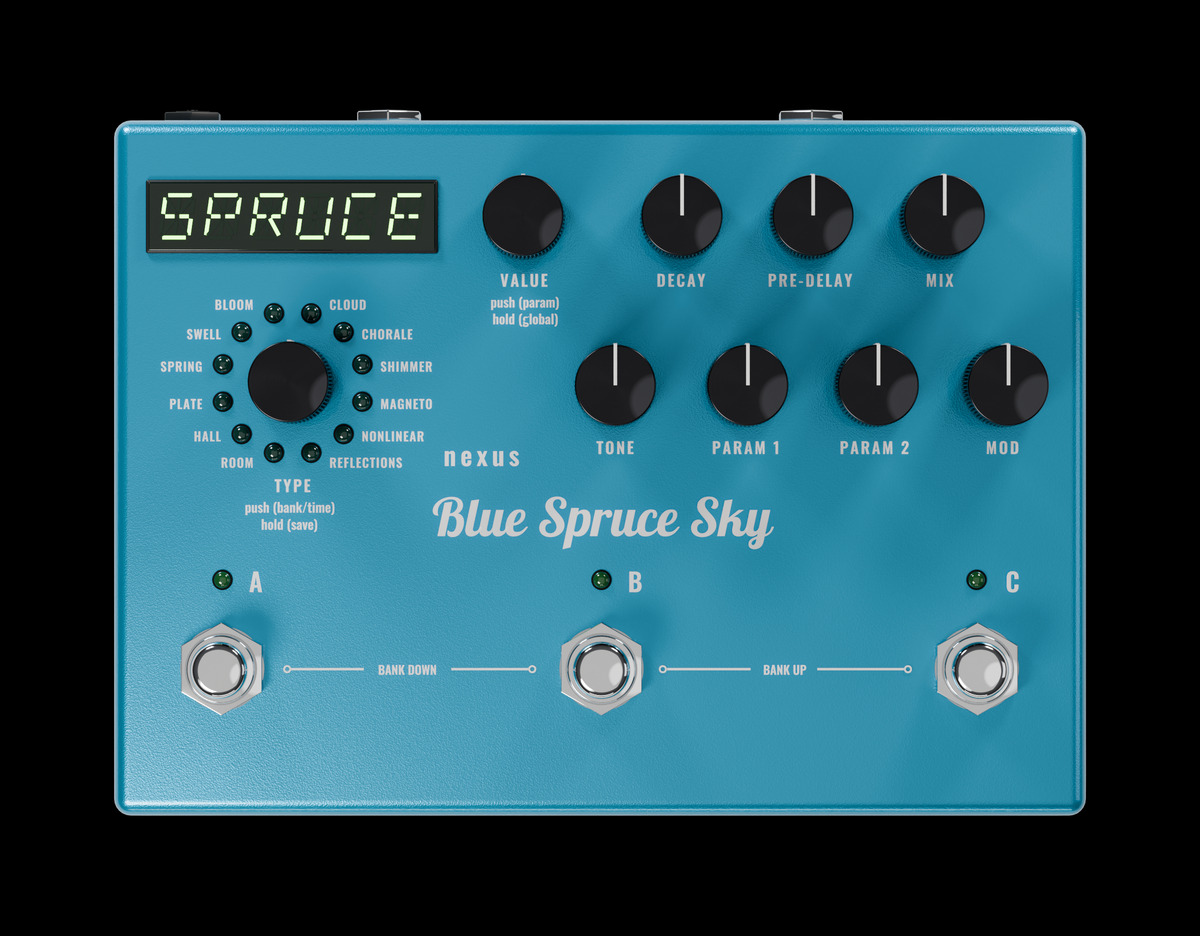 SPRUCE
VALUE
push (param)
hold (global)
DECAY
PRE-DELAY
MIX
BLOOM
CLOUD
SWELL
CHORALE
SPRING
SHIMMER
PLATE
MAGNETO
HALL
NONLINEAR
ROOM
REFLECTIONS
TYPE
push (bank/time)
hold (save)
TONE
PARAM 1
PARAM 2
MOD
nexus
Blue Spruce Sky
A
B
C
BANK DOWN
BANK UP